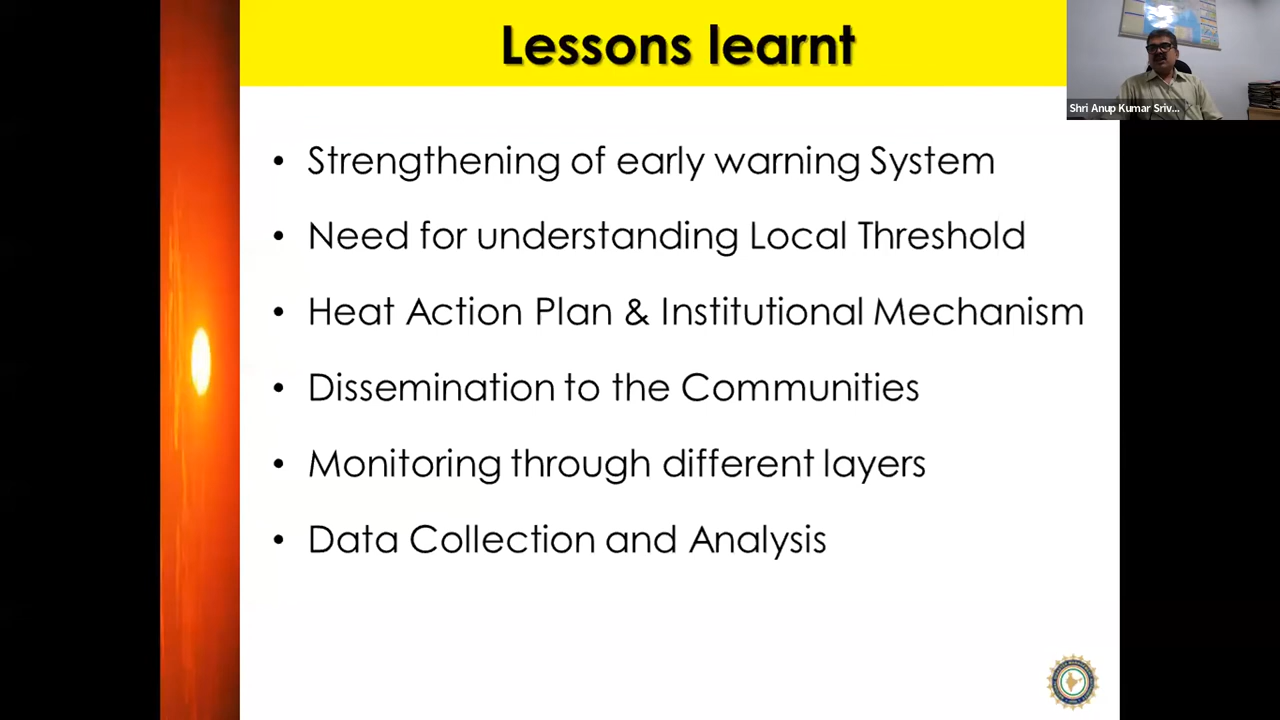 Lessons learnt
Shri Anup Kumar Sriv...
• Strengthening of early warning System
• Need for understanding Local Threshold
• Heat Action Plan & Institutional Mechanism
• Dissemination to the Communities
• Monitoring through different layers
• Data Collection and Analysis